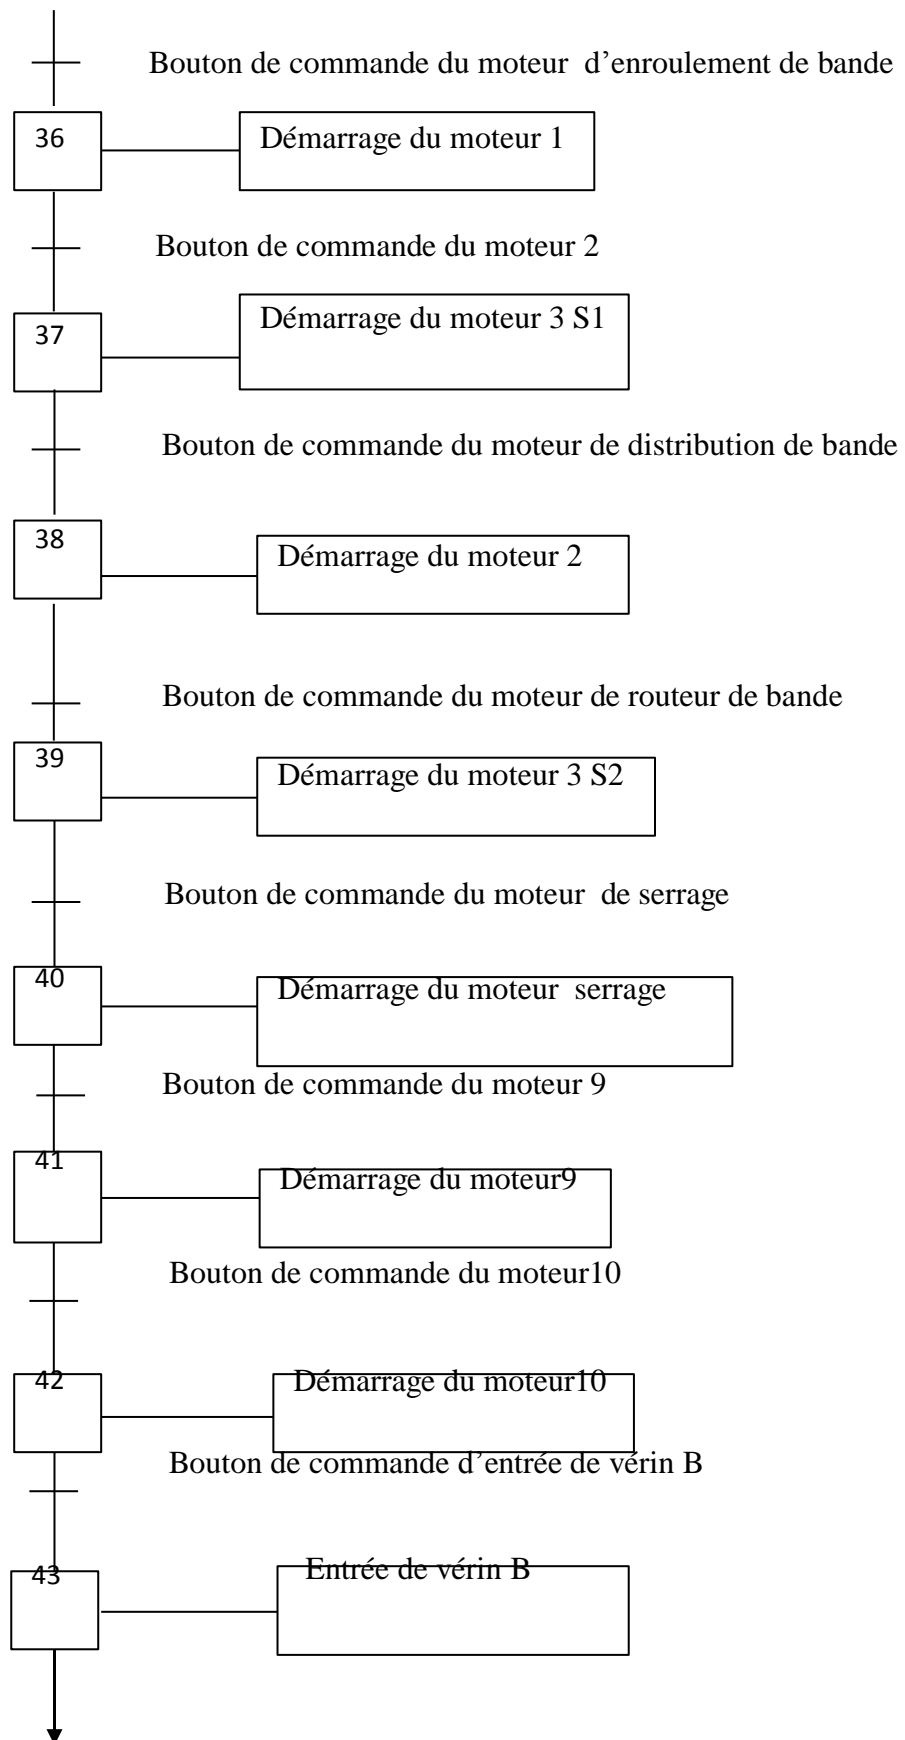 Bouton de commande du moteur  d’enroulement de bande
36
Démarrage du moteur 1
Bouton de commande du moteur 2
37
Démarrage du moteur 3 S1
Bouton de commande du moteur de distribution de bande
38
Démarrage du moteur 2
Bouton de commande du moteur de routeur de bande
39
Démarrage du moteur 3 S2
Bouton de commande du moteur  de serrage
40
Démarrage du moteur  serrage
Bouton de commande du moteur 9
41
Démarrage du moteur9
Bouton de commande du moteur10
42
Démarrage du moteur10
Bouton de commande d’entrée de vérin B
43
Entrée de vérin B